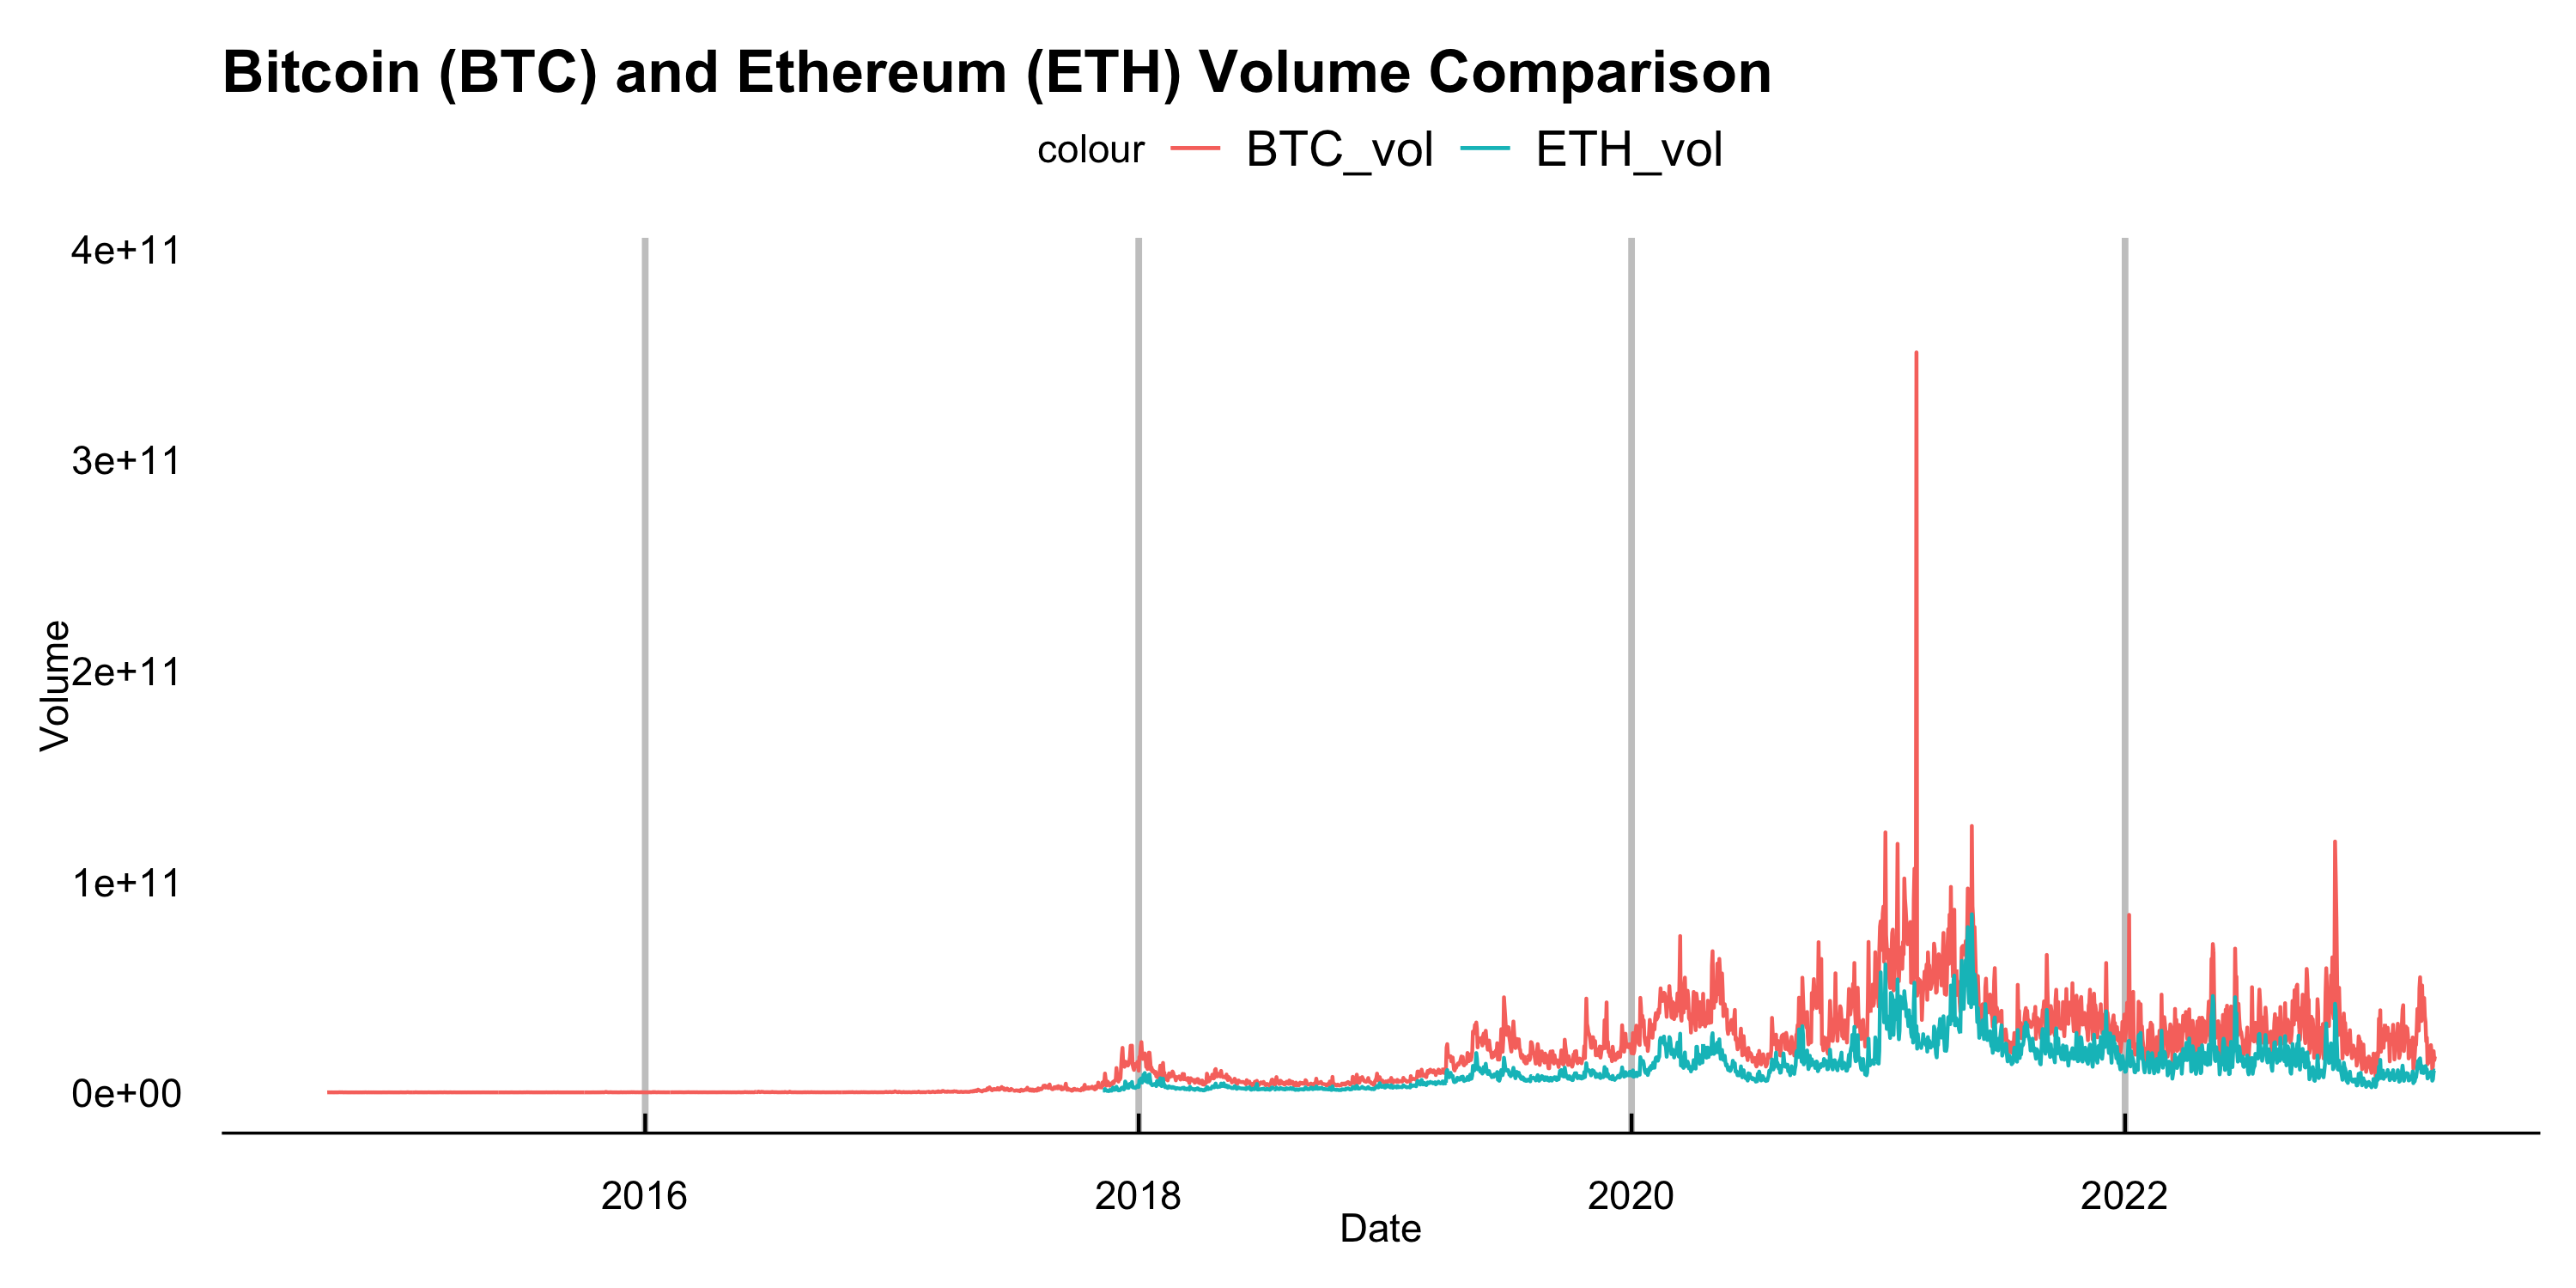 Bitcoin (BTC) and Ethereum (ETH) Volume Comparison
colour BTC_vol ETH_vol
4e+11
3e+11
2e+11
1e+11
0e+00
Volume
2016 2018 2020 2022
Date